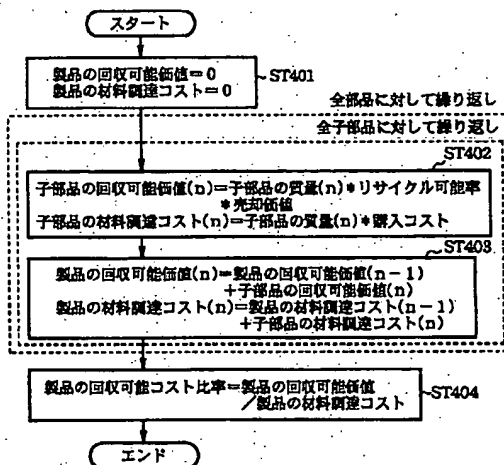 スタート
製品の回収可能価値＝0
製品の材料調達コスト＝0
ST401
全部品に対して繰り返し
全子部品に対して繰り返し
ST402
子部品の回収可能価値(n)＝子部品の質量(n)*リサイクル可能率
*売却価値
子部品の材料調達コスト(n)＝子部品の質量(n)*購入コスト
ST403
製品の回収可能価値(n)＝製品の回収可能価値(n−1)
＋子部品の回収可能価値(n)
製品の材料調達コスト(n)＝製品の材料調達コスト(n−1)
＋子部品の材料調達コスト(n)
製品の回収可能コスト比率＝製品の回収可能価値
／製品の材料調達コスト
ST404
エンド